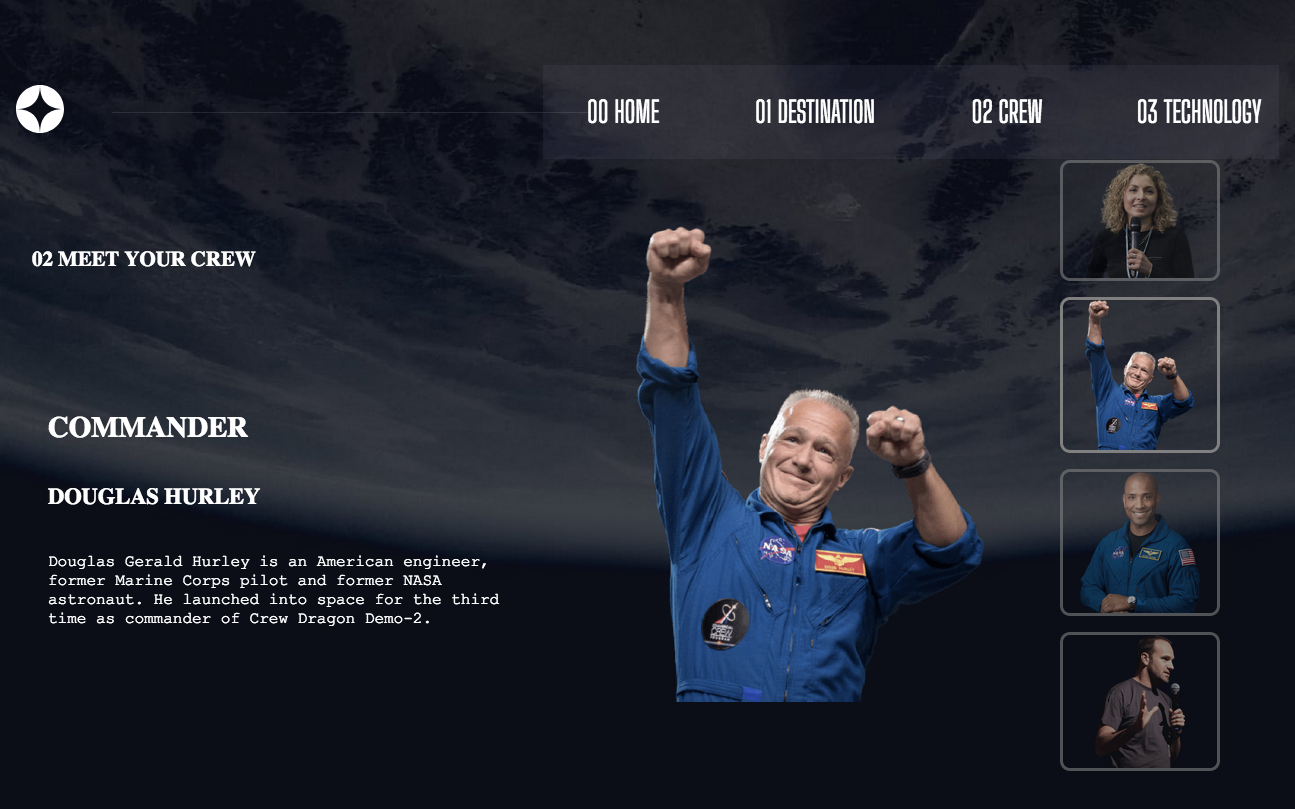 00 HOME
01 DESTINATION
02 CREW
03 TECHNOLOGY
02 MEET YOUR CREW
COMMANDER
DOUGLAS HURLEY
Douglas Gerald Hurley is an American engineer,
former Marine Corps pilot and former NASA
astronaut. He launched into space for the third
time as commander of Crew Dragon Demo-2.
NASA
CREW